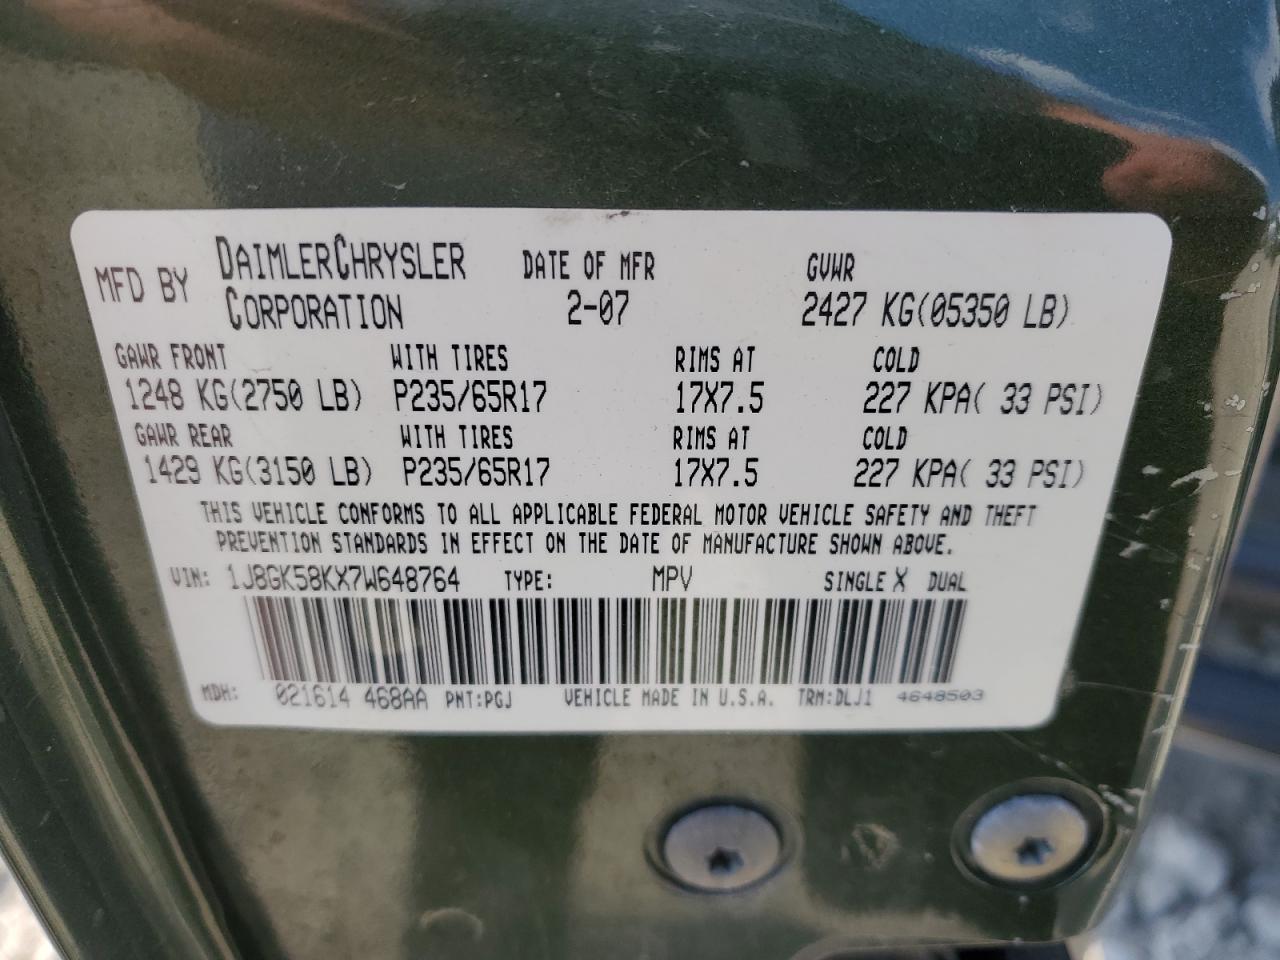 MFD BY DAIMLERCHRYSLER CORPORATION DATE OF MFR 2-07 GVWR 2427 KG(05350 LB)
GAWR FRONT WITH TIRES RIMS AT COLD
1248 KG(2750 LB) P235/65R17 17X7.5 227 KPA( 33 PSI)
GAWR REAR WITH TIRES RIMS AT COLD
1429 KG(3150 LB) P235/65R17 17X7.5 227 KPA( 33 PSI)
THIS VEHICLE CONFORMS TO ALL APPLICABLE FEDERAL MOTOR VEHICLE SAFETY AND THEFT
PREVENTION STANDARDS IN EFFECT ON THE DATE OF MANUFACTURE SHOWN ABOVE.
VIN: 1J8GK58KX7W648764 TYPE: MPV SINGLE X DUAL
MDH: 021614 468AA PNT:PGJ VEHICLE MADE IN U.S.A. TRM:DLJ1 4648503